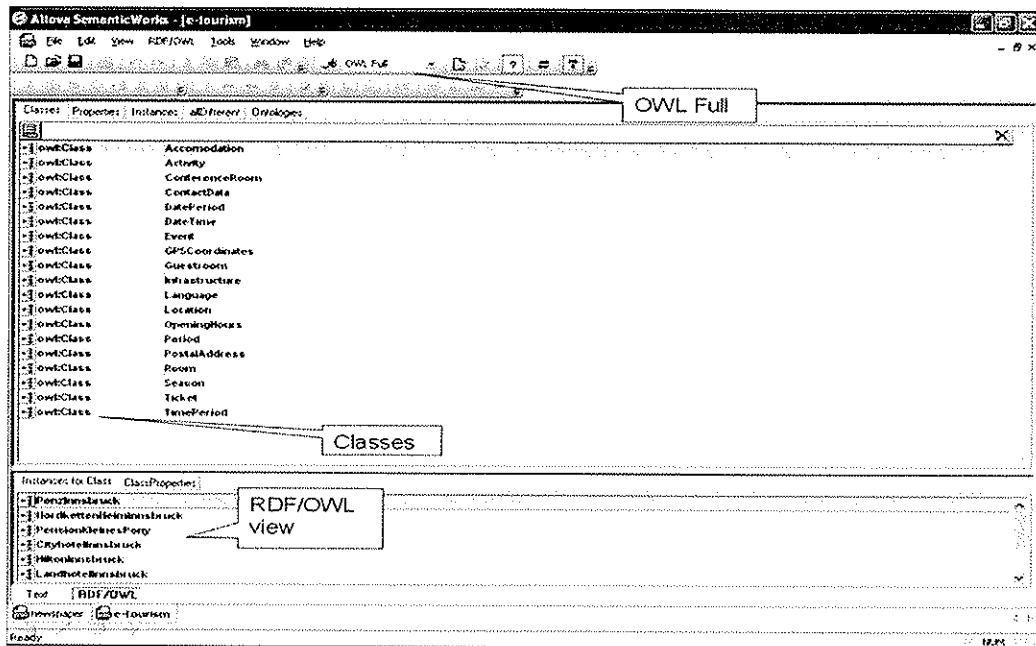 Altova SemanticWorks - [e-tourism]
File Edit View RDF/OWL Tools Window Help
OWL Full
OWL Full
Classes Properties Instances allDifferent Ontologies
owl:Class Accomodation
owl:Class Activity
owl:Class ConferenceRoom
owl:Class ContactData
owl:Class DatePeriod
owl:Class DateTime
owl:Class Event
owl:Class GPSCoordinates
owl:Class Guestroom
owl:Class Infrastructure
owl:Class Language
owl:Class Location
owl:Class OpeningHours
owl:Class Period
owl:Class PostalAddress
owl:Class Room
owl:Class Season
owl:Class Ticket
owl:Class TimePeriod
Classes
Instances for Class ClassProperties
PenzInnsbruck
NordkettenHeimInnsbruck
PensionKleinesPony
CityhotelInnsbruck
HiltonInnsbruck
LandhotelInnsbruck
RDF/OWL
view
Text RDF/OWL
newspaper e-tourism
Ready NUM